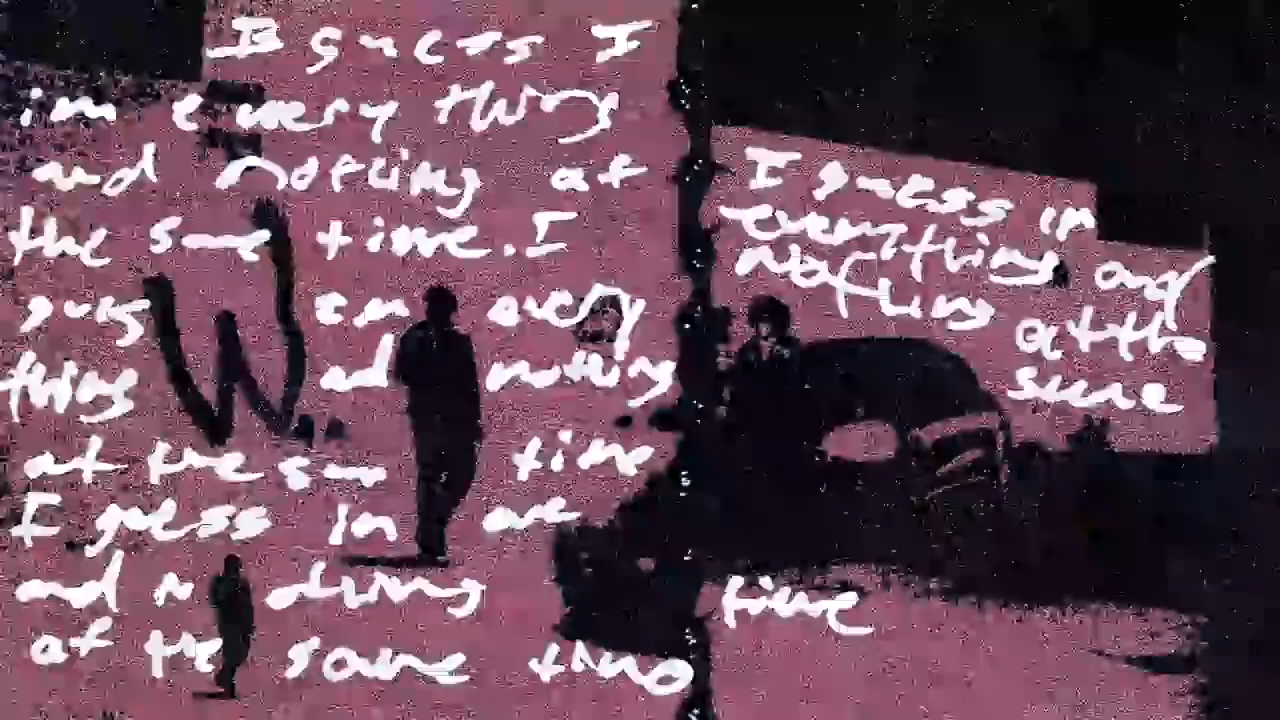 I guess I
im every thing
and nothing at
the same time. I
guess im every
thing and nothing
at the same time
I guess im
and
at the same time
W.
I guess im
everything and
nothing at the
same
time